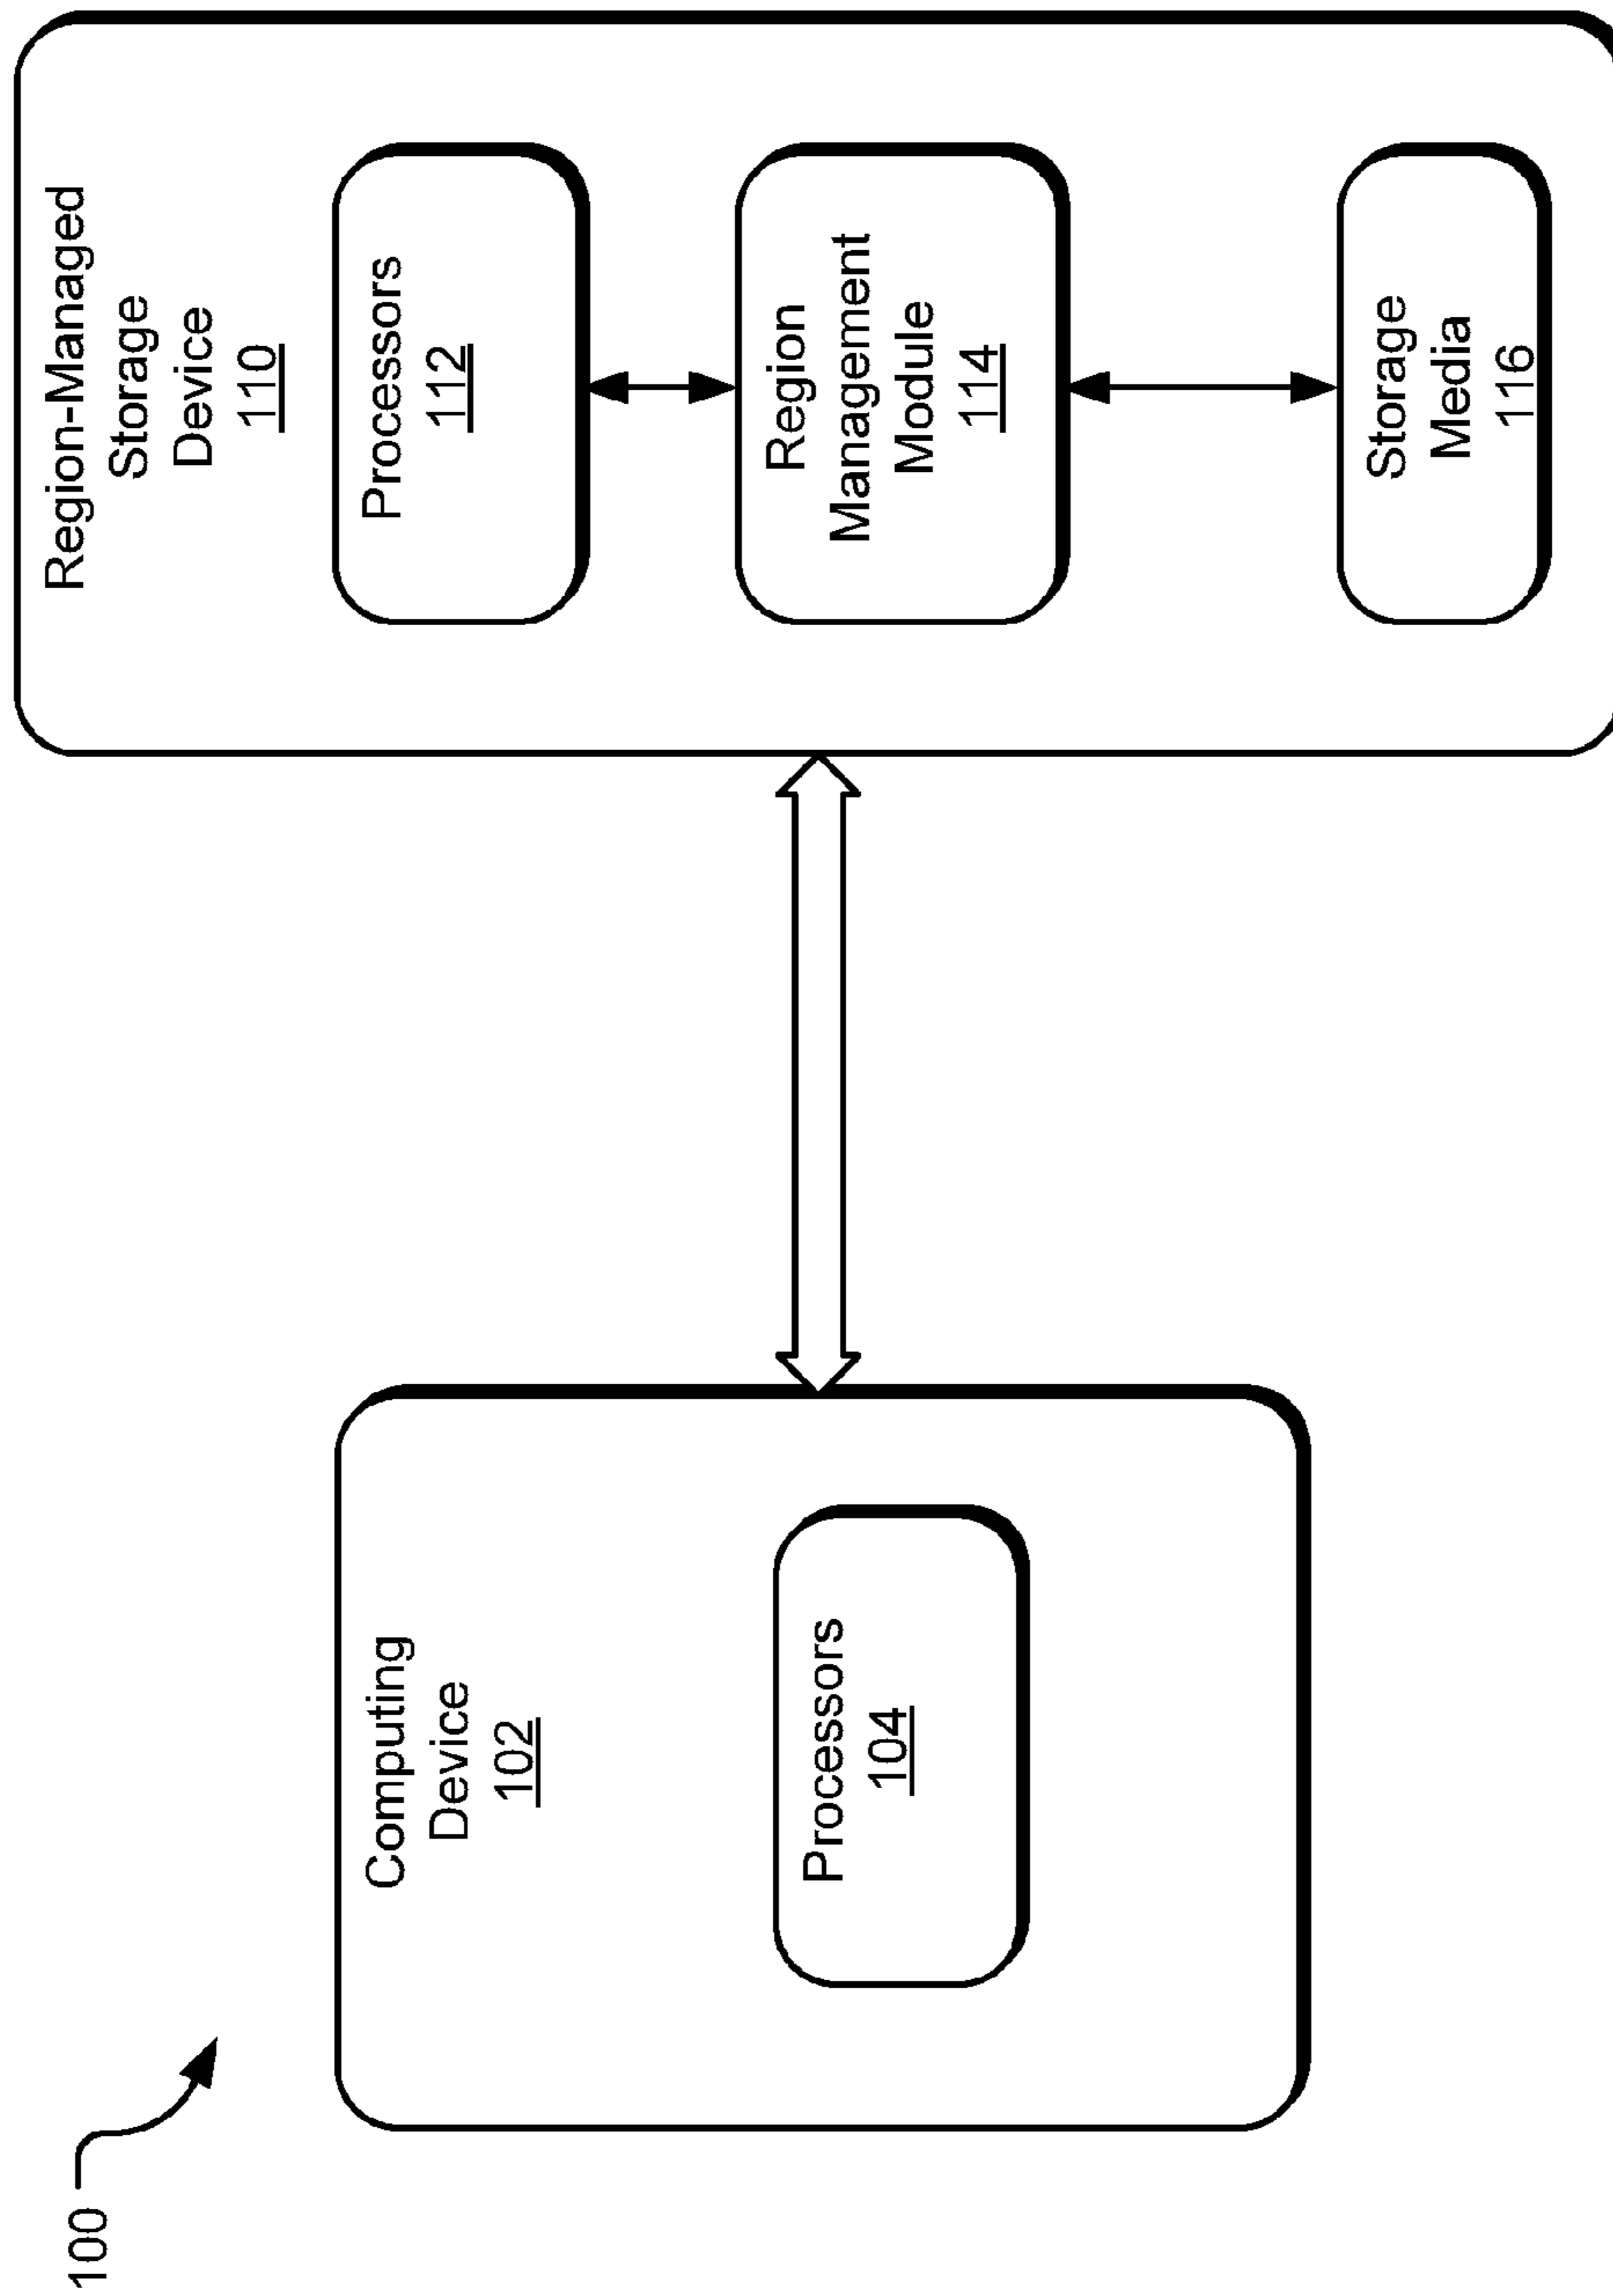 100
Computing
Device
102
Processors
104
Region-Managed
Storage
Device
110
Processors
112
Region
Management
Module
114
Storage
Media
116